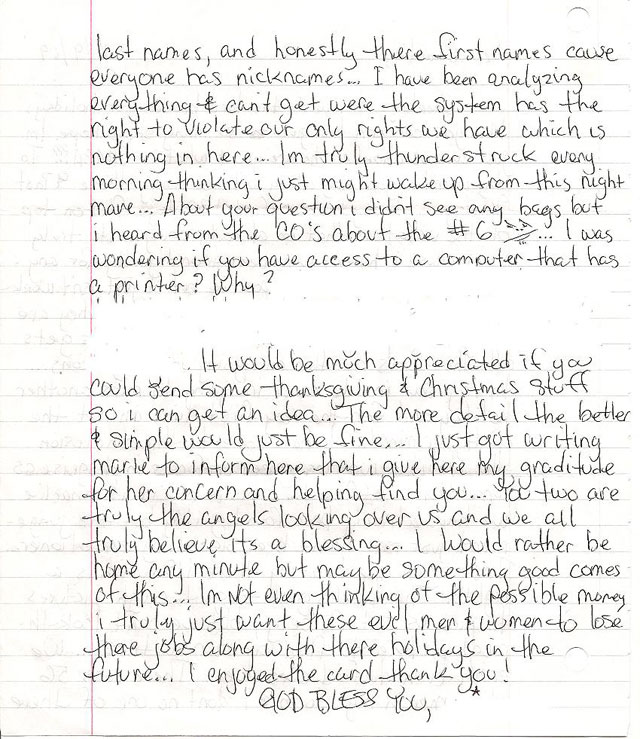 last names, and honestly there first names cause
everyone has nicknames... I have been analyzing
everything & can't get were the system has the
right to violate our only rights we have which is
nothing in here... Im truly thunderstruck every
morning thinking i just might wake up from this night
mare... About your question i didn't see any bags but
i heard from the CO's about the #6 ... I was
wondering if you have access to a computer that has
a printer? Why?
It would be much appreciated if you
could send some thanksgiving & Christmas stuff
so i can get an idea... The more detail the better
& simple would just be fine... I just got writing
marie to inform here that i give here my graditude
for her concern and helping find you... You two are
truly the angels looking over us and we all
truly believe its a blessing... I would rather be
home any minute but maybe something good comes
of this... Im not even thinking of the possible money
i truly just want these evil men & women to lose
there jobs along with there holidays in the
future... I enjoyed the card thank you!
GOD BLESS YOU,